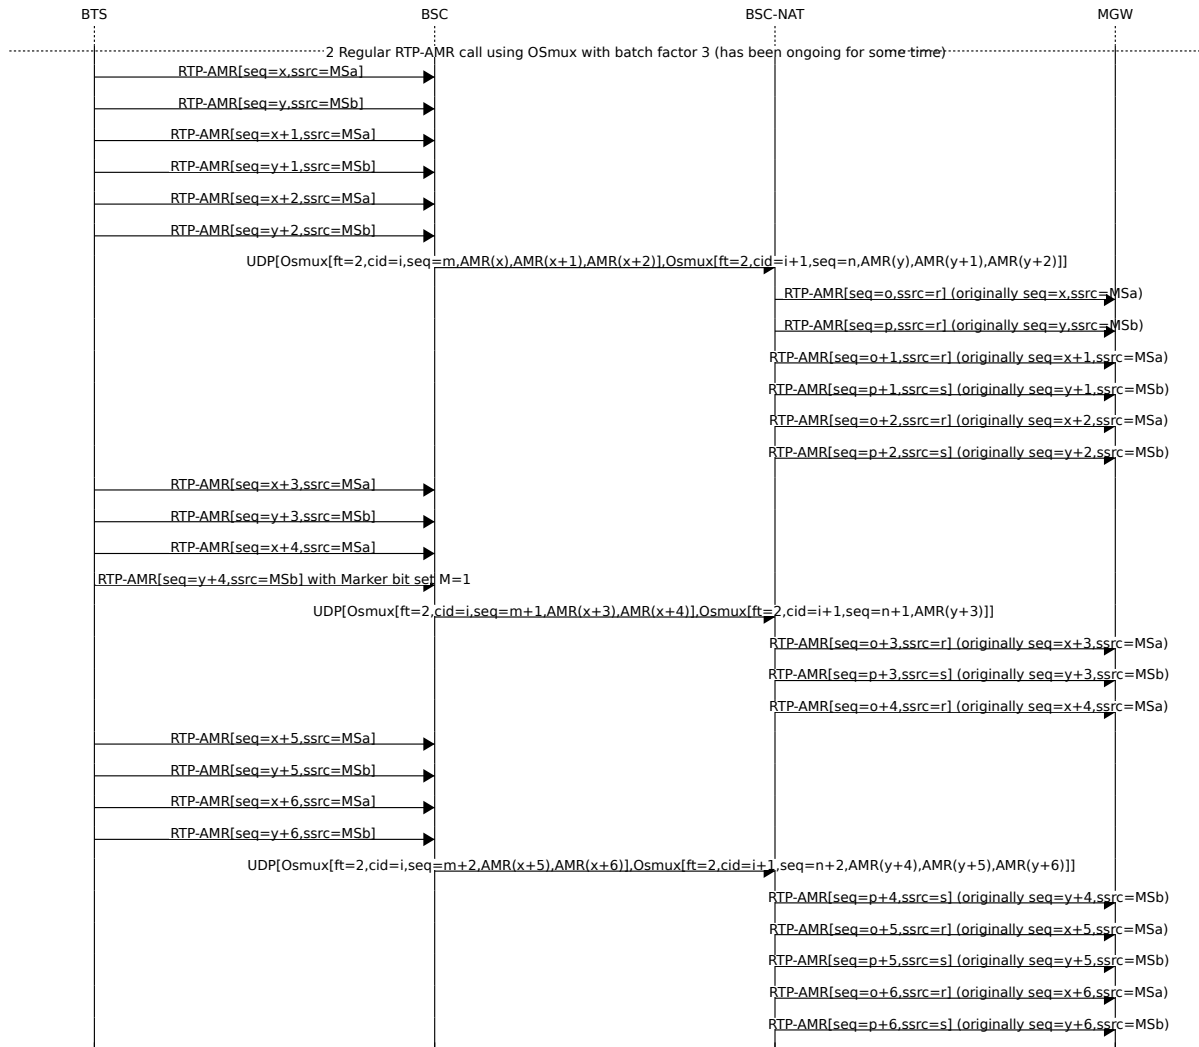 BTS BSC BSC-NAT MGW
2 Regular RTP-AMR call using OSmux with batch factor 3 (has been ongoing for some time)
RTP-AMR[seq=x,ssrc=MSa]
RTP-AMR[seq=y,ssrc=MSb]
RTP-AMR[seq=x+1,ssrc=MSa]
RTP-AMR[seq=y+1,ssrc=MSb]
RTP-AMR[seq=x+2,ssrc=MSa]
RTP-AMR[seq=y+2,ssrc=MSb]
UDP[Osmux[ft=2,cid=i,seq=m,AMR(x),AMR(x+1),AMR(x+2)],Osmux[ft=2,cid=i+1,seq=n,AMR(y),AMR(y+1),AMR(y+2)]]
RTP-AMR[seq=o,ssrc=r] (originally seq=x,ssrc=MSa)
RTP-AMR[seq=p,ssrc=r] (originally seq=y,ssrc=MSb)
RTP-AMR[seq=o+1,ssrc=r] (originally seq=x+1,ssrc=MSa)
RTP-AMR[seq=p+1,ssrc=s] (originally seq=y+1,ssrc=MSb)
RTP-AMR[seq=o+2,ssrc=r] (originally seq=x+2,ssrc=MSa)
RTP-AMR[seq=p+2,ssrc=s] (originally seq=y+2,ssrc=MSb)
RTP-AMR[seq=x+3,ssrc=MSa]
RTP-AMR[seq=y+3,ssrc=MSb]
RTP-AMR[seq=x+4,ssrc=MSa]
RTP-AMR[seq=y+4,ssrc=MSb] with Marker bit set M=1
UDP[Osmux[ft=2,cid=i,seq=m+1,AMR(x+3),AMR(x+4)],Osmux[ft=2,cid=i+1,seq=n+1,AMR(y+3)]]
RTP-AMR[seq=o+3,ssrc=r] (originally seq=x+3,ssrc=MSa)
RTP-AMR[seq=p+3,ssrc=s] (originally seq=y+3,ssrc=MSb)
RTP-AMR[seq=o+4,ssrc=r] (originally seq=x+4,ssrc=MSa)
RTP-AMR[seq=x+5,ssrc=MSa]
RTP-AMR[seq=y+5,ssrc=MSb]
RTP-AMR[seq=x+6,ssrc=MSa]
RTP-AMR[seq=y+6,ssrc=MSb]
UDP[Osmux[ft=2,cid=i,seq=m+2,AMR(x+5),AMR(x+6)],Osmux[ft=2,cid=i+1,seq=n+2,AMR(y+4),AMR(y+5),AMR(y+6)]]
RTP-AMR[seq=p+4,ssrc=s] (originally seq=y+4,ssrc=MSb)
RTP-AMR[seq=o+5,ssrc=r] (originally seq=x+5,ssrc=MSa)
RTP-AMR[seq=p+5,ssrc=s] (originally seq=y+5,ssrc=MSb)
RTP-AMR[seq=o+6,ssrc=r] (originally seq=x+6,ssrc=MSa)
RTP-AMR[seq=p+6,ssrc=s] (originally seq=y+6,ssrc=MSb)